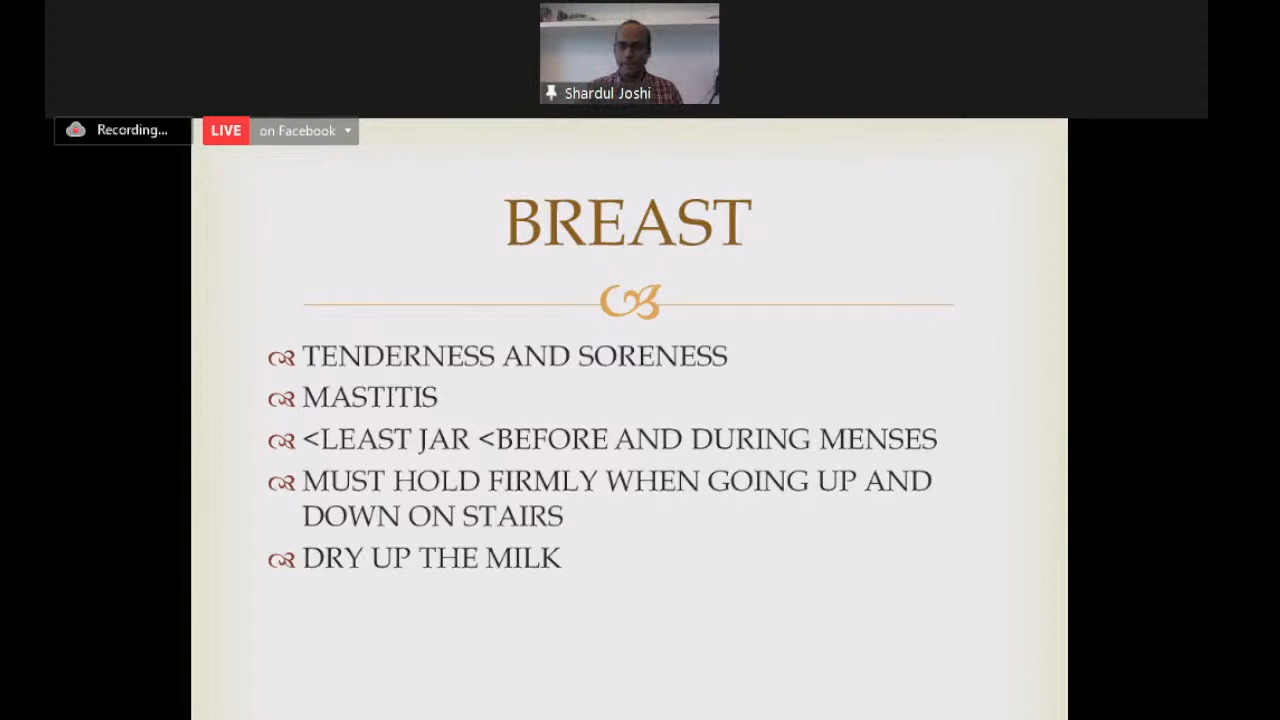 Shardul Joshi
Recording...
LIVE on Facebook
BREAST
TENDERNESS AND SORENESS
MASTITIS
<LEAST JAR <BEFORE AND DURING MENSES
MUST HOLD FIRMLY WHEN GOING UP AND
DOWN ON STAIRS
DRY UP THE MILK